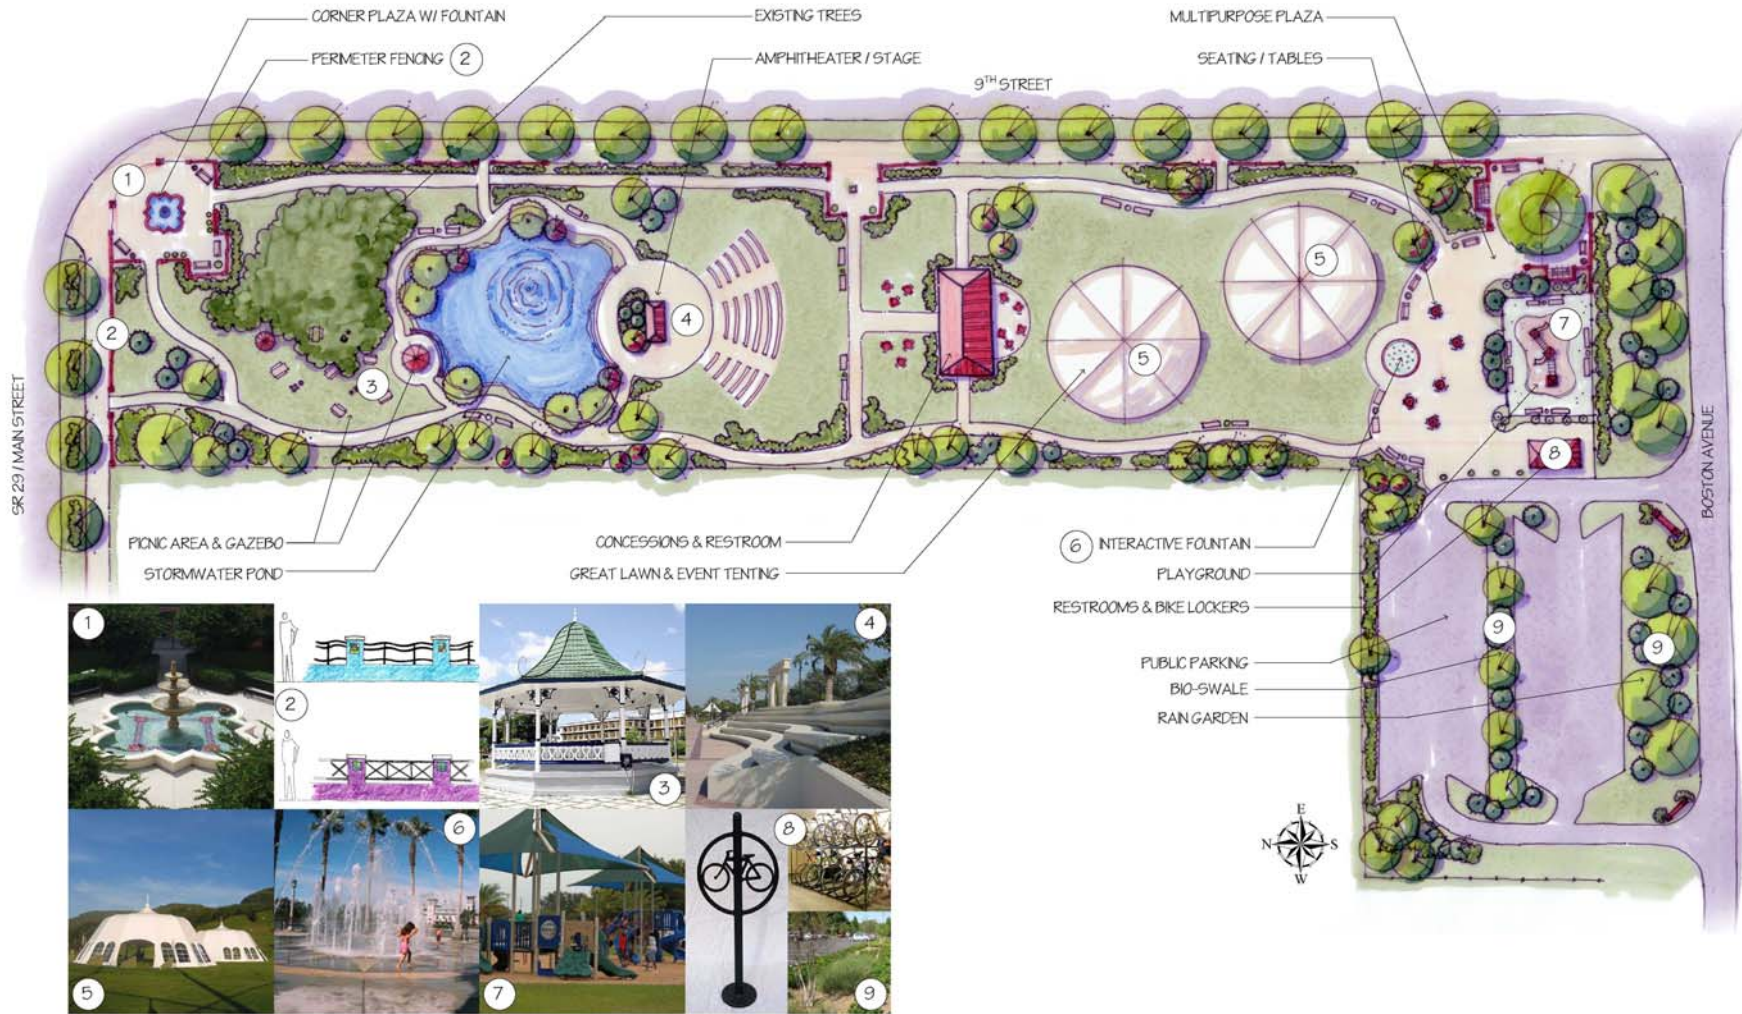 CORNER PLAZA W/ FOUNTAIN
EXISTING TREES
MULTIPURPOSE PLAZA
PERIMETER FENCING 2
AMPHITHEATER / STAGE
SEATING / TABLES
9TH STREET
1
5
2
4
7
5
3
8
SR 29 / MAIN STREET
BOSTON AVENUE
PICNIC AREA & GAZEBO
CONCESSIONS & RESTROOM
6 INTERACTIVE FOUNTAIN
STORMWATER POND
GREAT LAWN & EVENT TENTING
PLAYGROUND
RESTROOMS & BIKE LOCKERS
9
9
PUBLIC PARKING
BIO-SWALE
RAIN GARDEN
1
2
3
4
E
N S
W
5
6
7
8
9